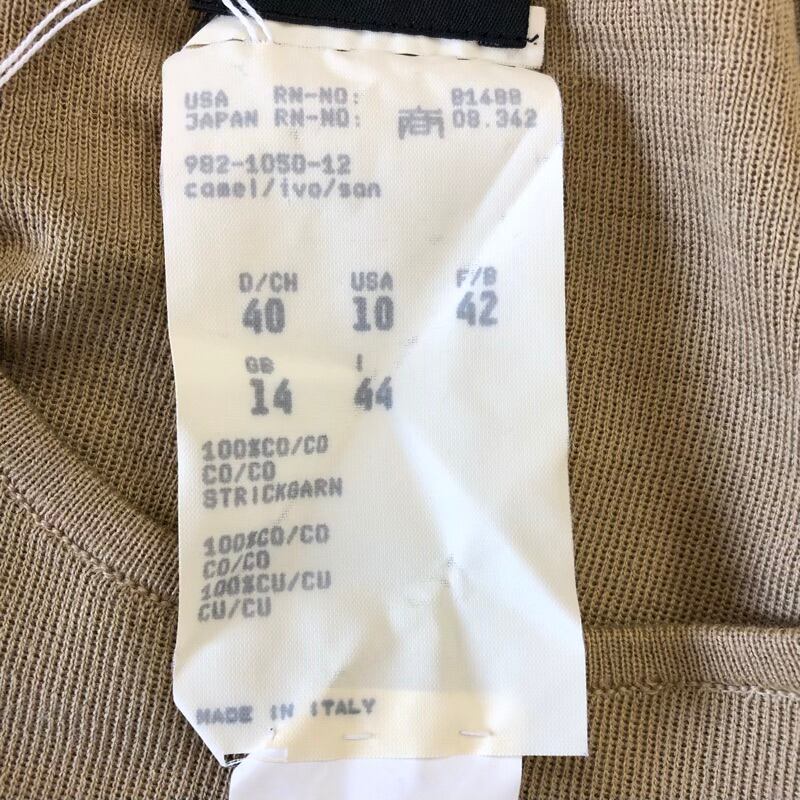 USA RN-NO: 81488
JAPAN RN-NO: 商 08.342
982-1050-12
camel/ivo/san
D/CH USA F/B
40 10 42
GB I
14 44
100%CO/CO
CO/CO
STRICKGARN
100%CO/CO
CO/CO
100%CU/CU
CU/CU
MADE IN ITALY